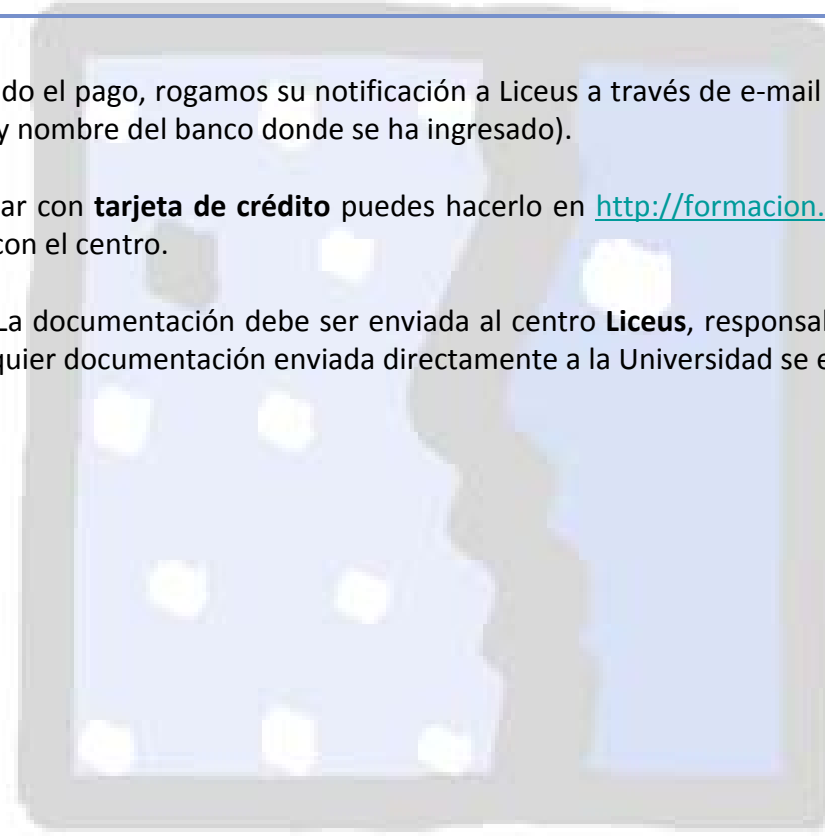 do el pago, rogamos su notificación a Liceus a través de e-mail
y nombre del banco donde se ha ingresado).
ar con tarjeta de crédito puedes hacerlo en http://formacion.
con el centro.
La documentación debe ser enviada al centro Liceus, responsal
quier documentación enviada directamente a la Universidad se e